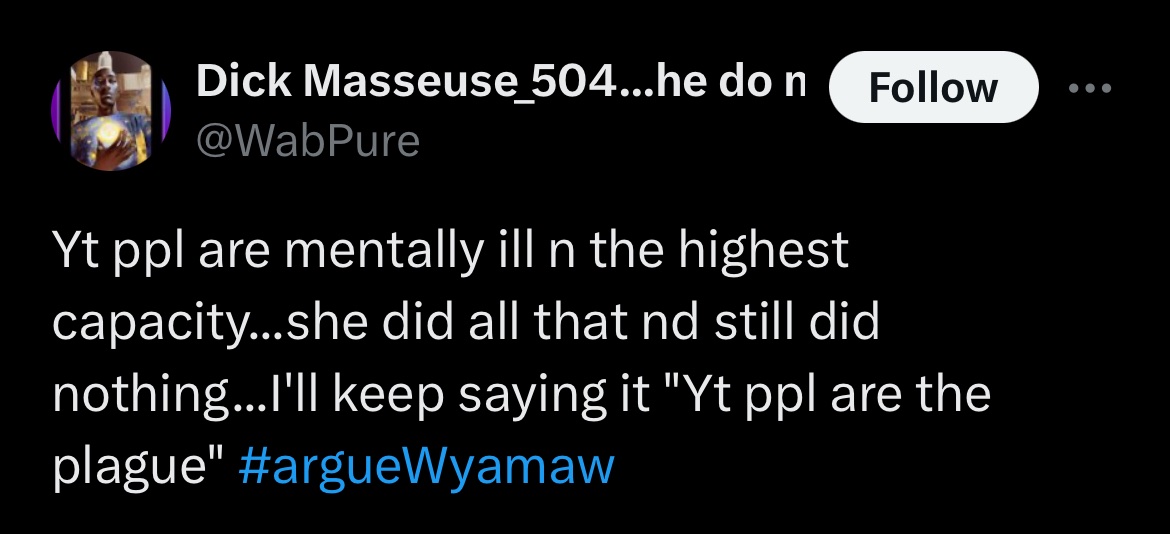 Dick Masseuse_504...he do n
Follow
@WabPure
Yt ppl are mentally ill n the highest
capacity...she did all that nd still did
nothing...I'll keep saying it "Yt ppl are the
plague" #argueWyamaw